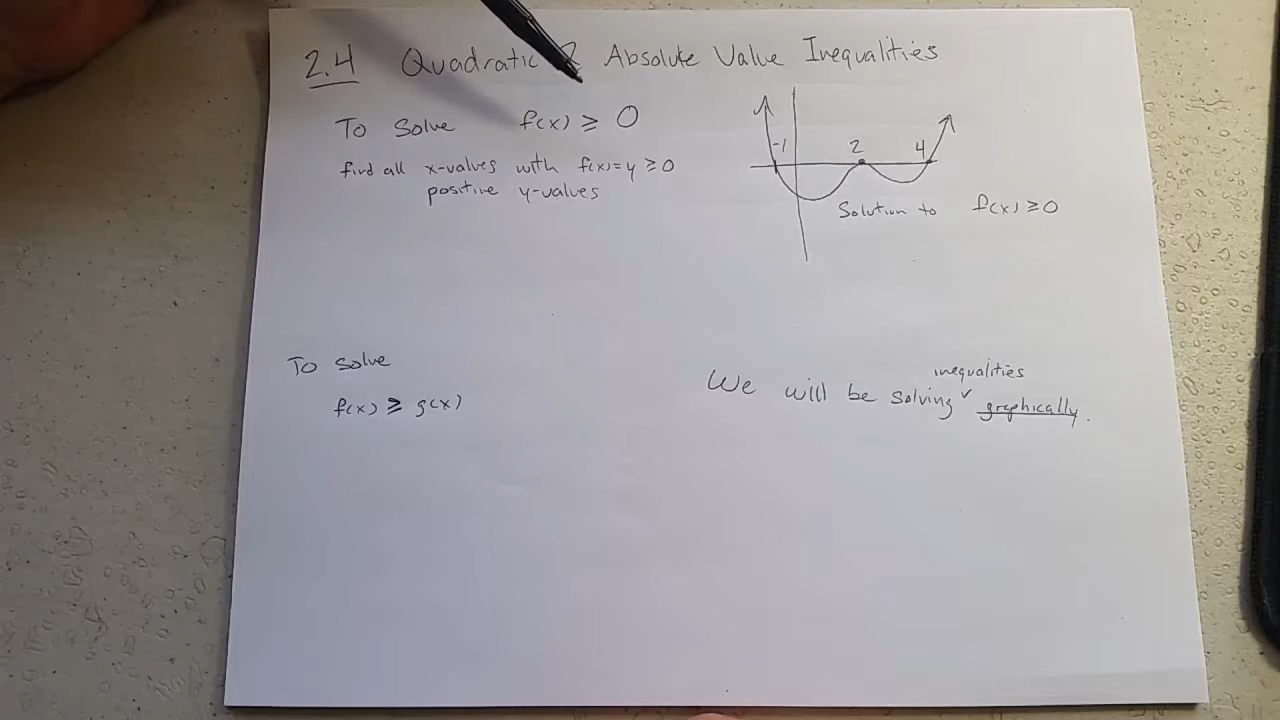 2.4 Quadratic & Absolute Value Inequalities
To Solve f(x) ≥ 0
find all x-values with f(x)=y ≥ 0
positive y-values
-1 2 4
Solution to f(x) ≥ 0
To solve
f(x) ≥ g(x)
inequalities
We will be solving ˅ graphically.